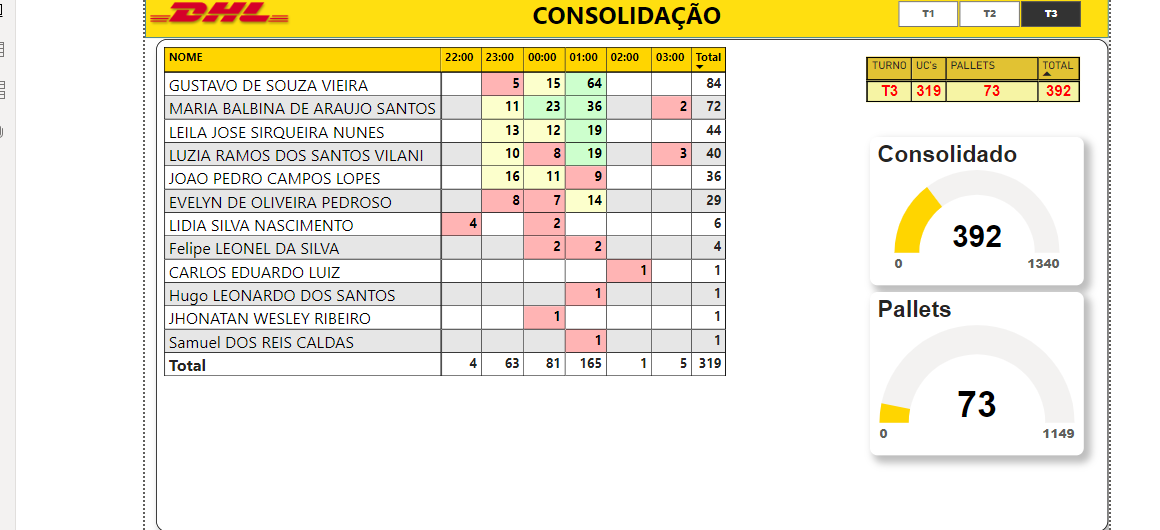 DHL CONSOLIDAÇÃO T1 T2 T3
NOME 22:00 23:00 00:00 01:00 02:00 03:00 Total
GUSTAVO DE SOUZA VIEIRA 5 15 64 84
MARIA BALBINA DE ARAUJO SANTOS 11 23 36 2 72
LEILA JOSE SIRQUEIRA NUNES 13 12 19 44
LUZIA RAMOS DOS SANTOS VILANI 10 8 19 3 40
JOAO PEDRO CAMPOS LOPES 16 11 9 36
EVELYN DE OLIVEIRA PEDROSO 8 7 14 29
LIDIA SILVA NASCIMENTO 4 2 6
Felipe LEONEL DA SILVA 2 2 4
CARLOS EDUARDO LUIZ 1 1
Hugo LEONARDO DOS SANTOS 1 1
JHONATAN WESLEY RIBEIRO 1 1
Samuel DOS REIS CALDAS 1 1
Total 4 63 81 165 1 5 319
TURNO UC's PALLETS TOTAL
T3 319 73 392
Consolidado
392
0 1340
Pallets
73
0 1149